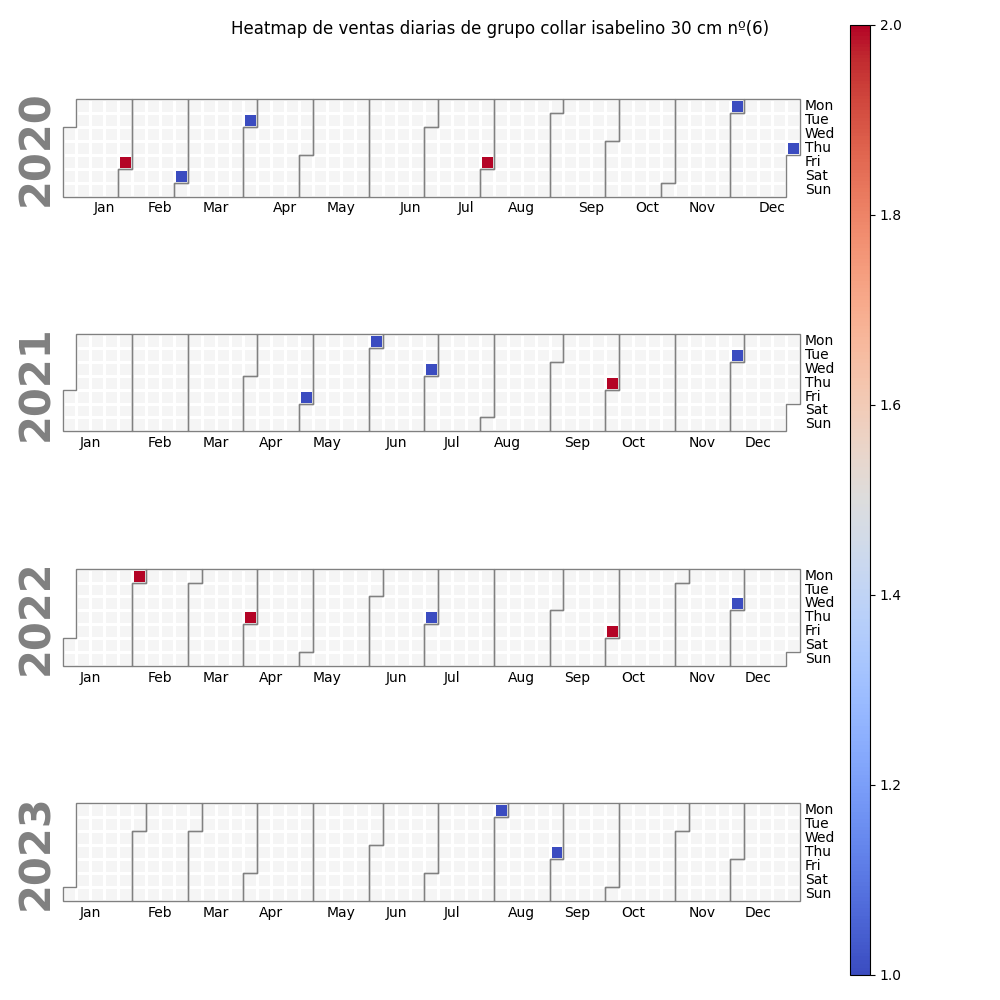 Heatmap de ventas diarias de grupo collar isabelino 30 cm nº(6)
2020
Mon
Tue
Wed
Thu
Fri
Sat
Sun
Jan Feb Mar Apr May Jun Jul Aug Sep Oct Nov Dec
2021
Mon
Tue
Wed
Thu
Fri
Sat
Sun
Jan Feb Mar Apr May Jun Jul Aug Sep Oct Nov Dec
2022
Mon
Tue
Wed
Thu
Fri
Sat
Sun
Jan Feb Mar Apr May Jun Jul Aug Sep Oct Nov Dec
2023
Mon
Tue
Wed
Thu
Fri
Sat
Sun
Jan Feb Mar Apr May Jun Jul Aug Sep Oct Nov Dec
2.0
1.8
1.6
1.4
1.2
1.0